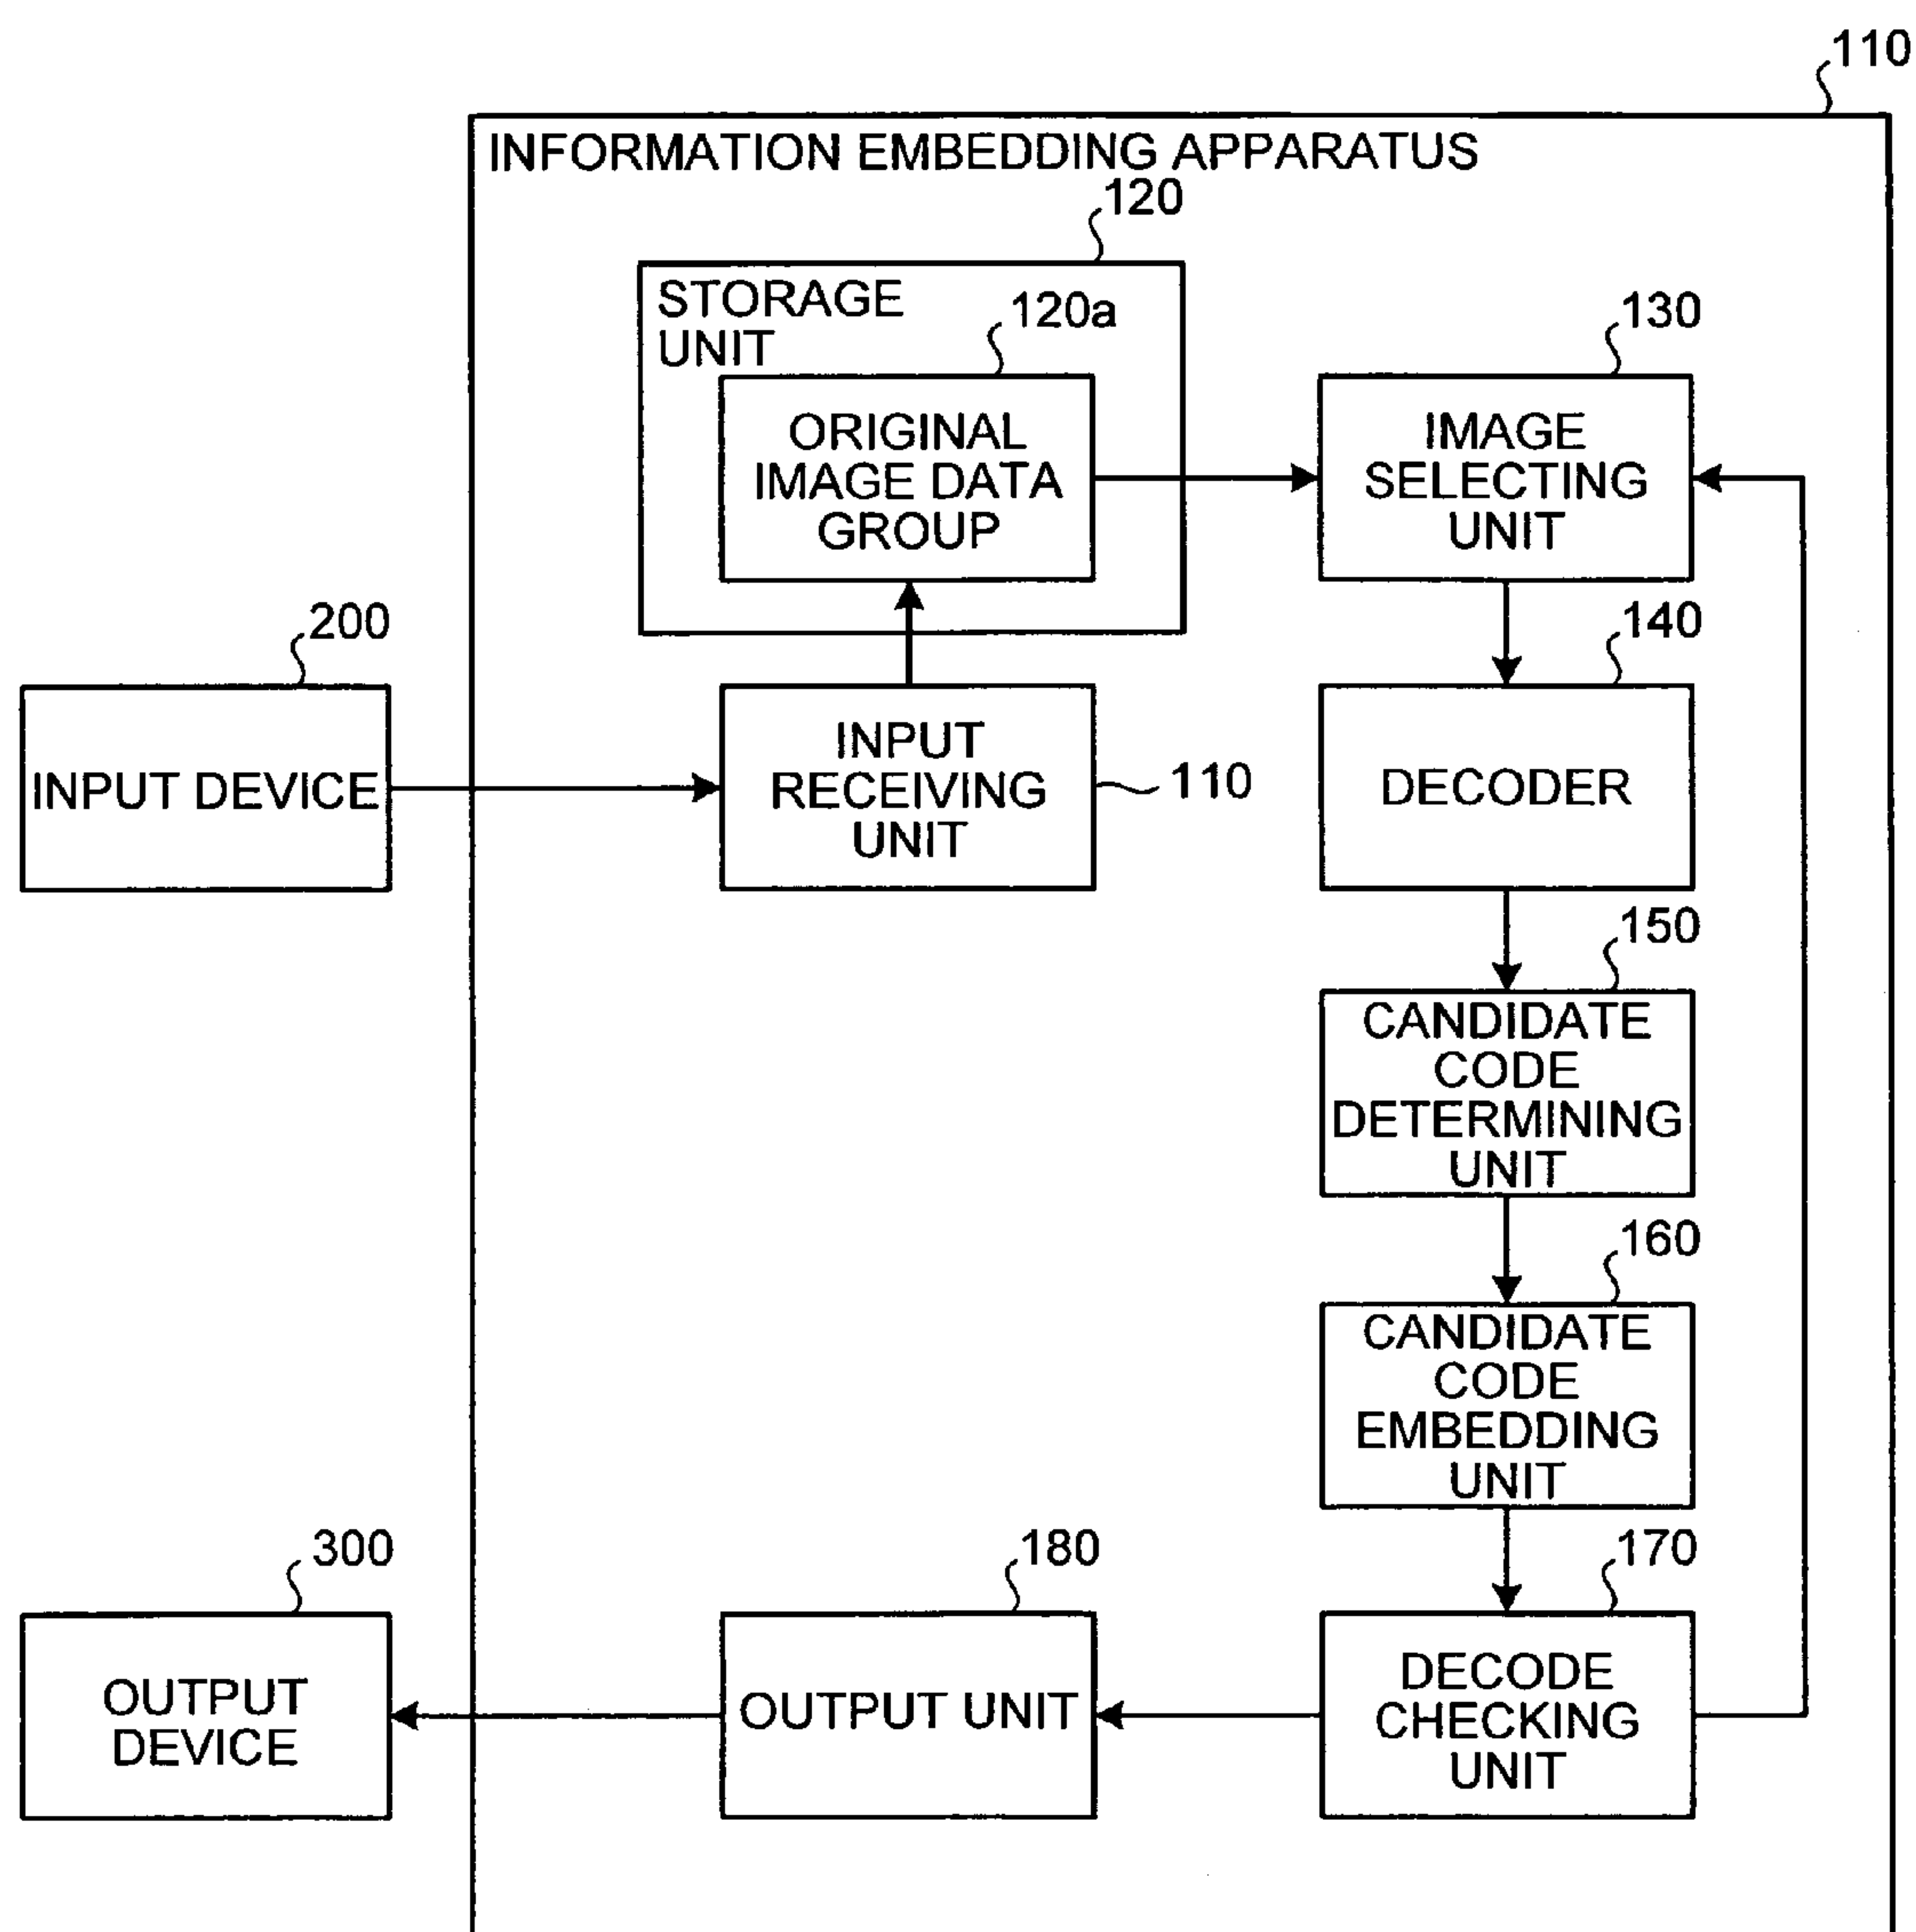 110
INFORMATION EMBEDDING APPARATUS
120
STORAGE
UNIT
120a
130
ORIGINAL
IMAGE DATA
GROUP
IMAGE
SELECTING
UNIT
200
140
INPUT DEVICE
INPUT
RECEIVING
UNIT
110
DECODER
150
CANDIDATE
CODE
DETERMINING
UNIT
160
CANDIDATE
CODE
EMBEDDING
UNIT
300
180
170
OUTPUT
DEVICE
OUTPUT UNIT
DECODE
CHECKING
UNIT